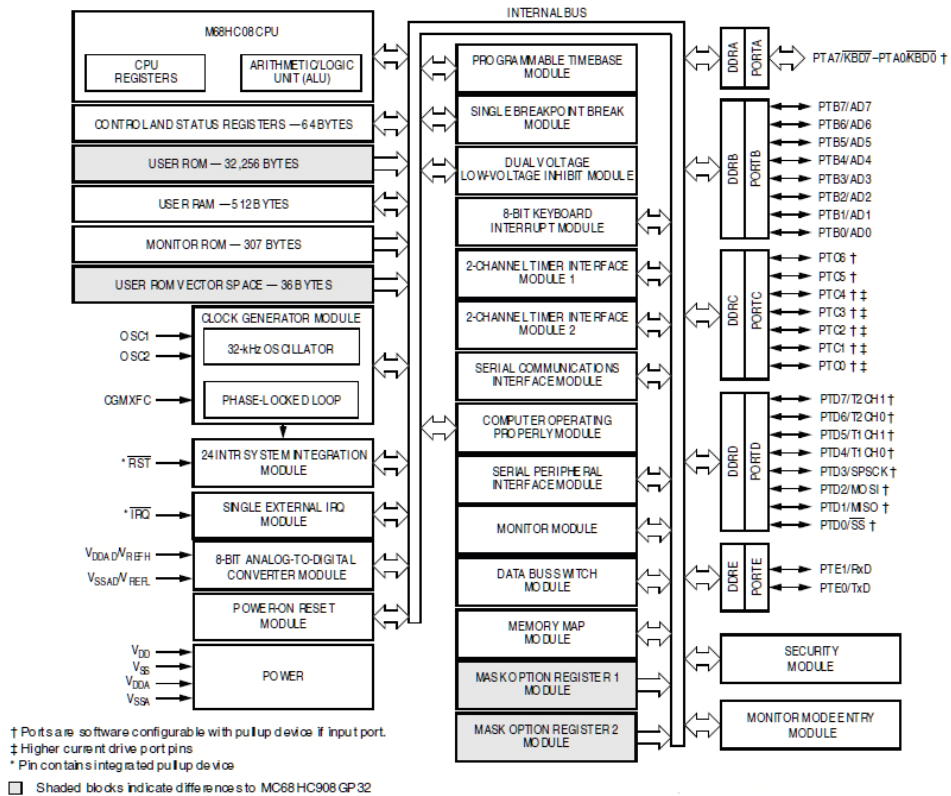 INTERNAL BUS
M68HC08 CPU
CPU
REGISTERS
ARITHMETIC/LOGIC
UNIT (ALU)
CONTROL AND STATUS REGISTERS — 64 BYTES
USER ROM — 32,256 BYTES
USER RAM — 512 BYTES
MONITOR ROM — 307 BYTES
USER ROM VECTOR SPACE — 36 BYTES
CLOCK GENERATOR MODULE
32-kHz OSCILLATOR
PHASE-LOCKED LOOP
OSC1
OSC2
CGMXFC
24 INTR SYSTEM INTEGRATION
MODULE
* RST
SINGLE EXTERNAL IRQ
MODULE
* IRQ
8-BIT ANALOG-TO-DIGITAL
CONVERTER MODULE
VDDAD/VREFH
VSSAD/VREFL
POWER-ON RESET
MODULE
POWER
VDD
VSS
VDDA
VSSA
PROGRAMMABLE TIMEBASE
MODULE
SINGLE BREAKPOINT BREAK
MODULE
DUAL VOLTAGE
LOW-VOLTAGE INHIBIT MODULE
8-BIT KEYBOARD
INTERRUPT MODULE
2-CHANNEL TIMER INTERFACE
MODULE 1
2-CHANNEL TIMER INTERFACE
MODULE 2
SERIAL COMMUNICATIONS
INTERFACE MODULE
COMPUTER OPERATING
PROPERLY MODULE
SERIAL PERIPHERAL
INTERFACE MODULE
MONITOR MODULE
DATA BUS SWITCH
MODULE
MEMORY MAP
MODULE
MASK OPTION REGISTER 1
MODULE
MASK OPTION REGISTER 2
MODULE
DDRA
PORTA
PTA7/KBD7–PTA0/KBD0 †
DDRB
PORTB
PTB7/AD7
PTB6/AD6
PTB5/AD5
PTB4/AD4
PTB3/AD3
PTB2/AD2
PTB1/AD1
PTB0/AD0
DDRC
PORTC
PTC6 †
PTC5 †
PTC4 † ‡
PTC3 † ‡
PTC2 † ‡
PTC1 † ‡
PTC0 † ‡
DDRD
PORTD
PTD7/T2CH1 †
PTD6/T2CH0 †
PTD5/T1CH1 †
PTD4/T1CH0 †
PTD3/SPSCK †
PTD2/MOSI †
PTD1/MISO †
PTD0/SS †
DDRE
PORTE
PTE1/RxD
PTE0/TxD
SECURITY
MODULE
MONITOR MODE ENTRY
MODULE
† Ports are software configurable with pullup device if input port.
‡ Higher current drive port pins
* Pin contains integrated pullup device
Shaded blocks indicate differences to MC68HC908GP32